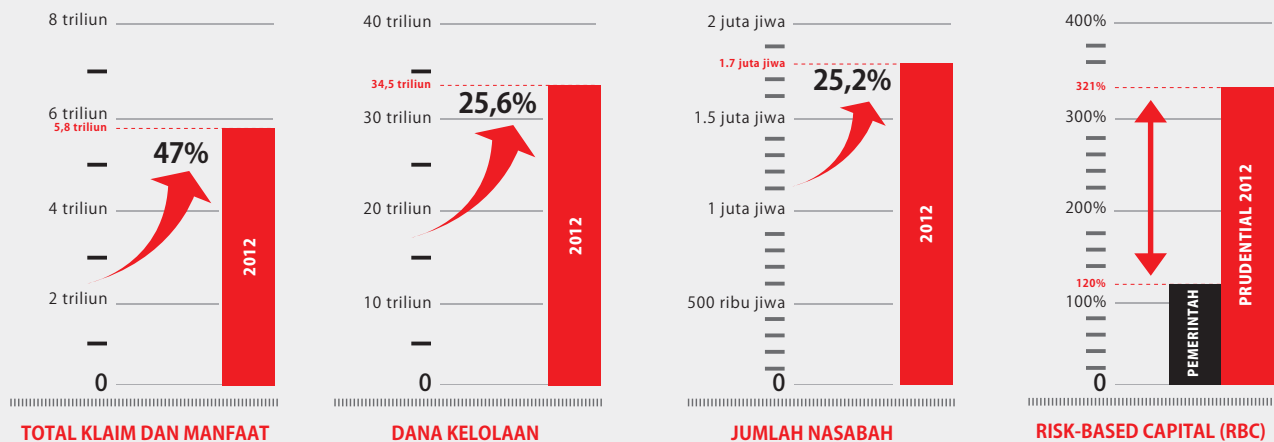 8 triliun
6 triliun
5,8 triliun
47%
4 triliun
2 triliun
0
2012
TOTAL KLAIM DAN MANFAAT
40 triliun
34,5 triliun
25,6%
30 triliun
20 triliun
10 triliun
0
2012
DANA KELOLAAN
2 juta jiwa
1.7 juta jiwa
25,2%
1.5 juta jiwa
1 juta jiwa
500 ribu jiwa
0
2012
JUMLAH NASABAH
400%
321%
300%
200%
120%
100%
0
PEMERINTAH
PRUDENTIAL 2012
RISK-BASED CAPITAL (RBC)